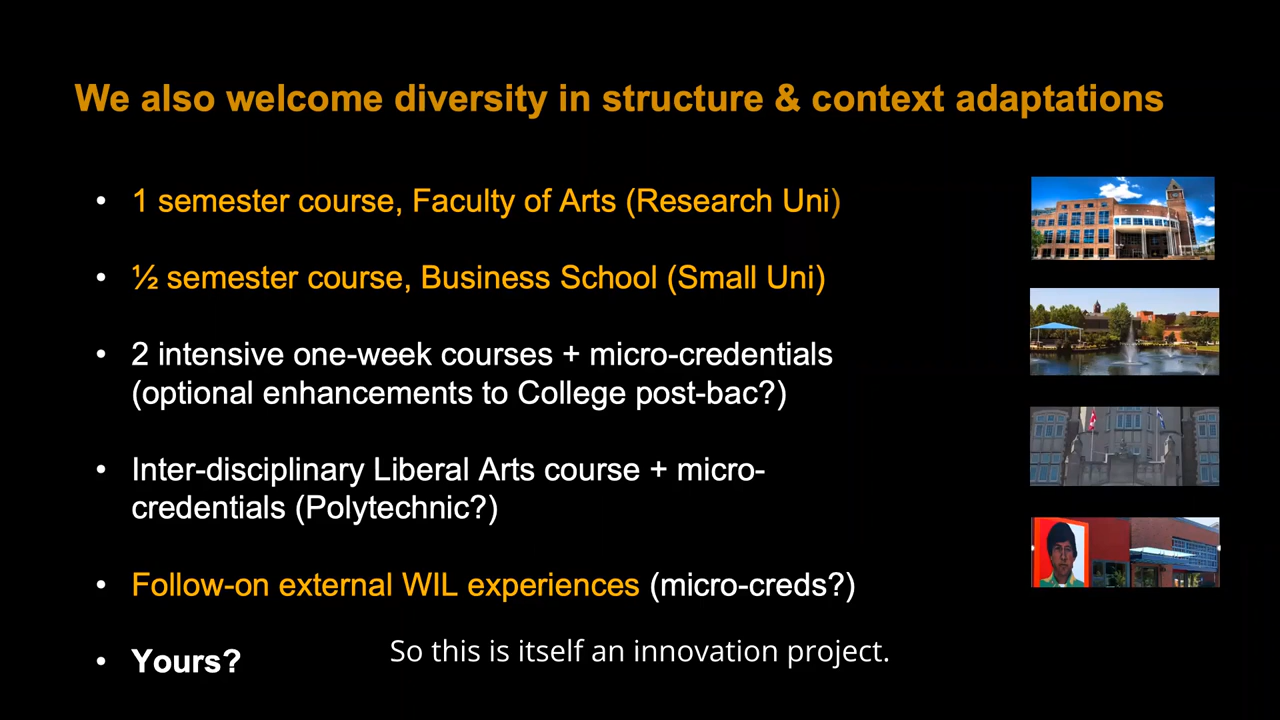 We also welcome diversity in structure & context adaptations
• 1 semester course, Faculty of Arts (Research Uni)
• ½ semester course, Business School (Small Uni)
• 2 intensive one-week courses + micro-credentials
(optional enhancements to College post-bac?)
• Inter-disciplinary Liberal Arts course + micro-
credentials (Polytechnic?)
• Follow-on external WIL experiences (micro-creds?)
• Yours?
So this is itself an innovation project.